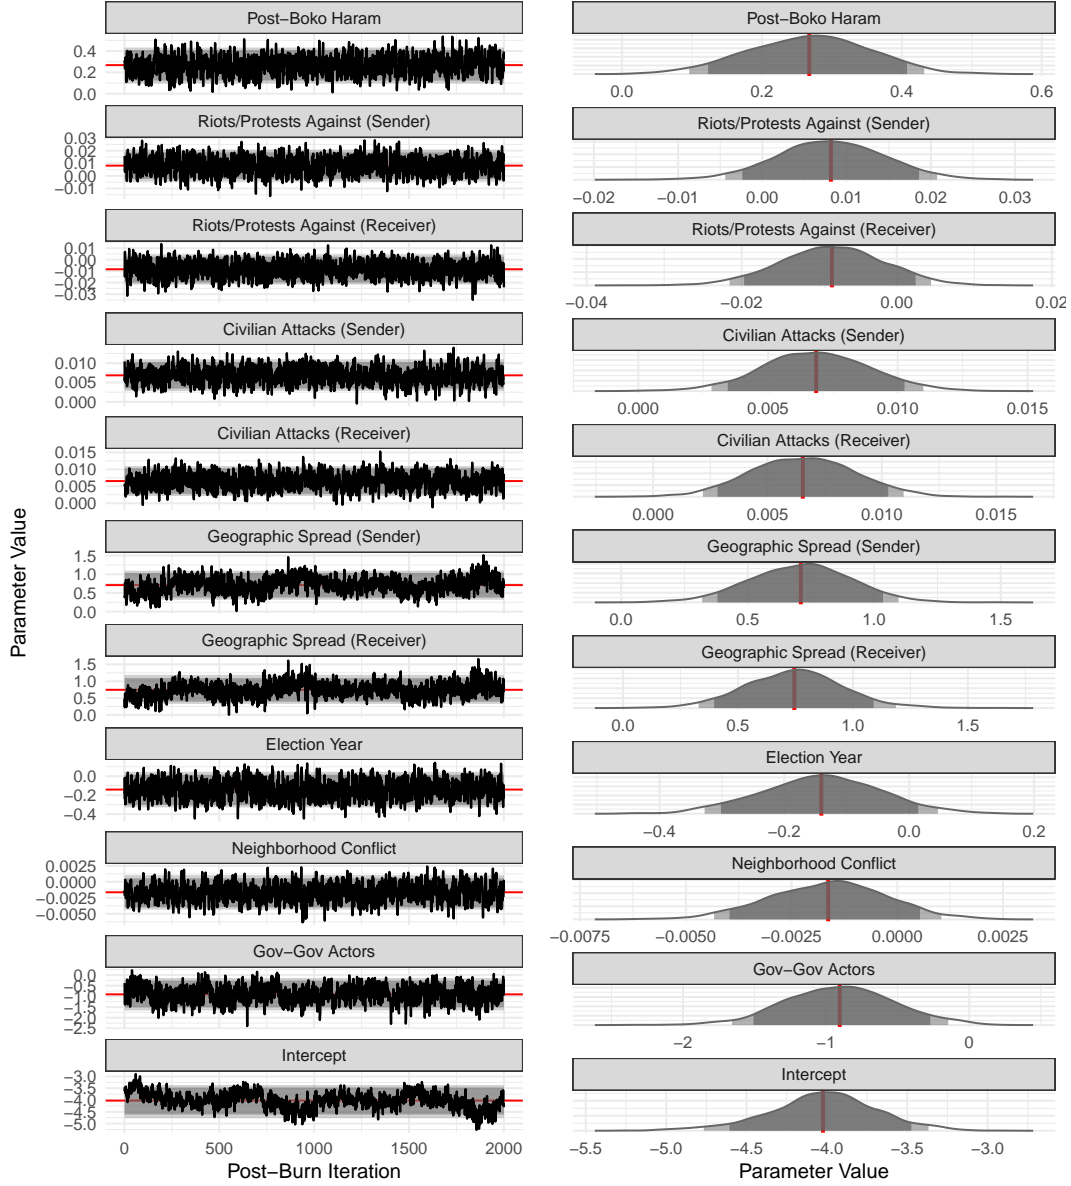 Post−Boko Haram
0.4
0.2
0.0
Riots/Protests Against (Sender)
0.03
0.02
0.01
0.00
−0.01
Riots/Protests Against (Receiver)
0.01
0.00
−0.01
−0.02
−0.03
Civilian Attacks (Sender)
0.010
0.005
0.000
Civilian Attacks (Receiver)
0.015
0.010
0.005
0.000
Geographic Spread (Sender)
1.5
1.0
0.5
0.0
Geographic Spread (Receiver)
1.5
1.0
0.5
0.0
Election Year
0.0
−0.2
−0.4
Neighborhood Conflict
0.0025
0.0000
−0.0025
−0.0050
Gov−Gov Actors
0.0
−0.5
−1.0
−1.5
−2.0
−2.5
Intercept
−3.0
−3.5
−4.0
−4.5
−5.0
0 500 1000 1500 2000
Post−Burn Iteration
Parameter Value
Post−Boko Haram
0.0 0.2 0.4 0.6
Riots/Protests Against (Sender)
−0.02 −0.01 0.00 0.01 0.02 0.03
Riots/Protests Against (Receiver)
−0.04 −0.02 0.00 0.02
Civilian Attacks (Sender)
0.000 0.005 0.010 0.015
Civilian Attacks (Receiver)
0.000 0.005 0.010 0.015
Geographic Spread (Sender)
0.0 0.5 1.0 1.5
Geographic Spread (Receiver)
0.0 0.5 1.0 1.5
Election Year
−0.4 −0.2 0.0 0.2
Neighborhood Conflict
−0.0075 −0.0050 −0.0025 0.0000 0.0025
Gov−Gov Actors
−2 −1 0
Intercept
−5.5 −5.0 −4.5 −4.0 −3.5 −3.0
Parameter Value